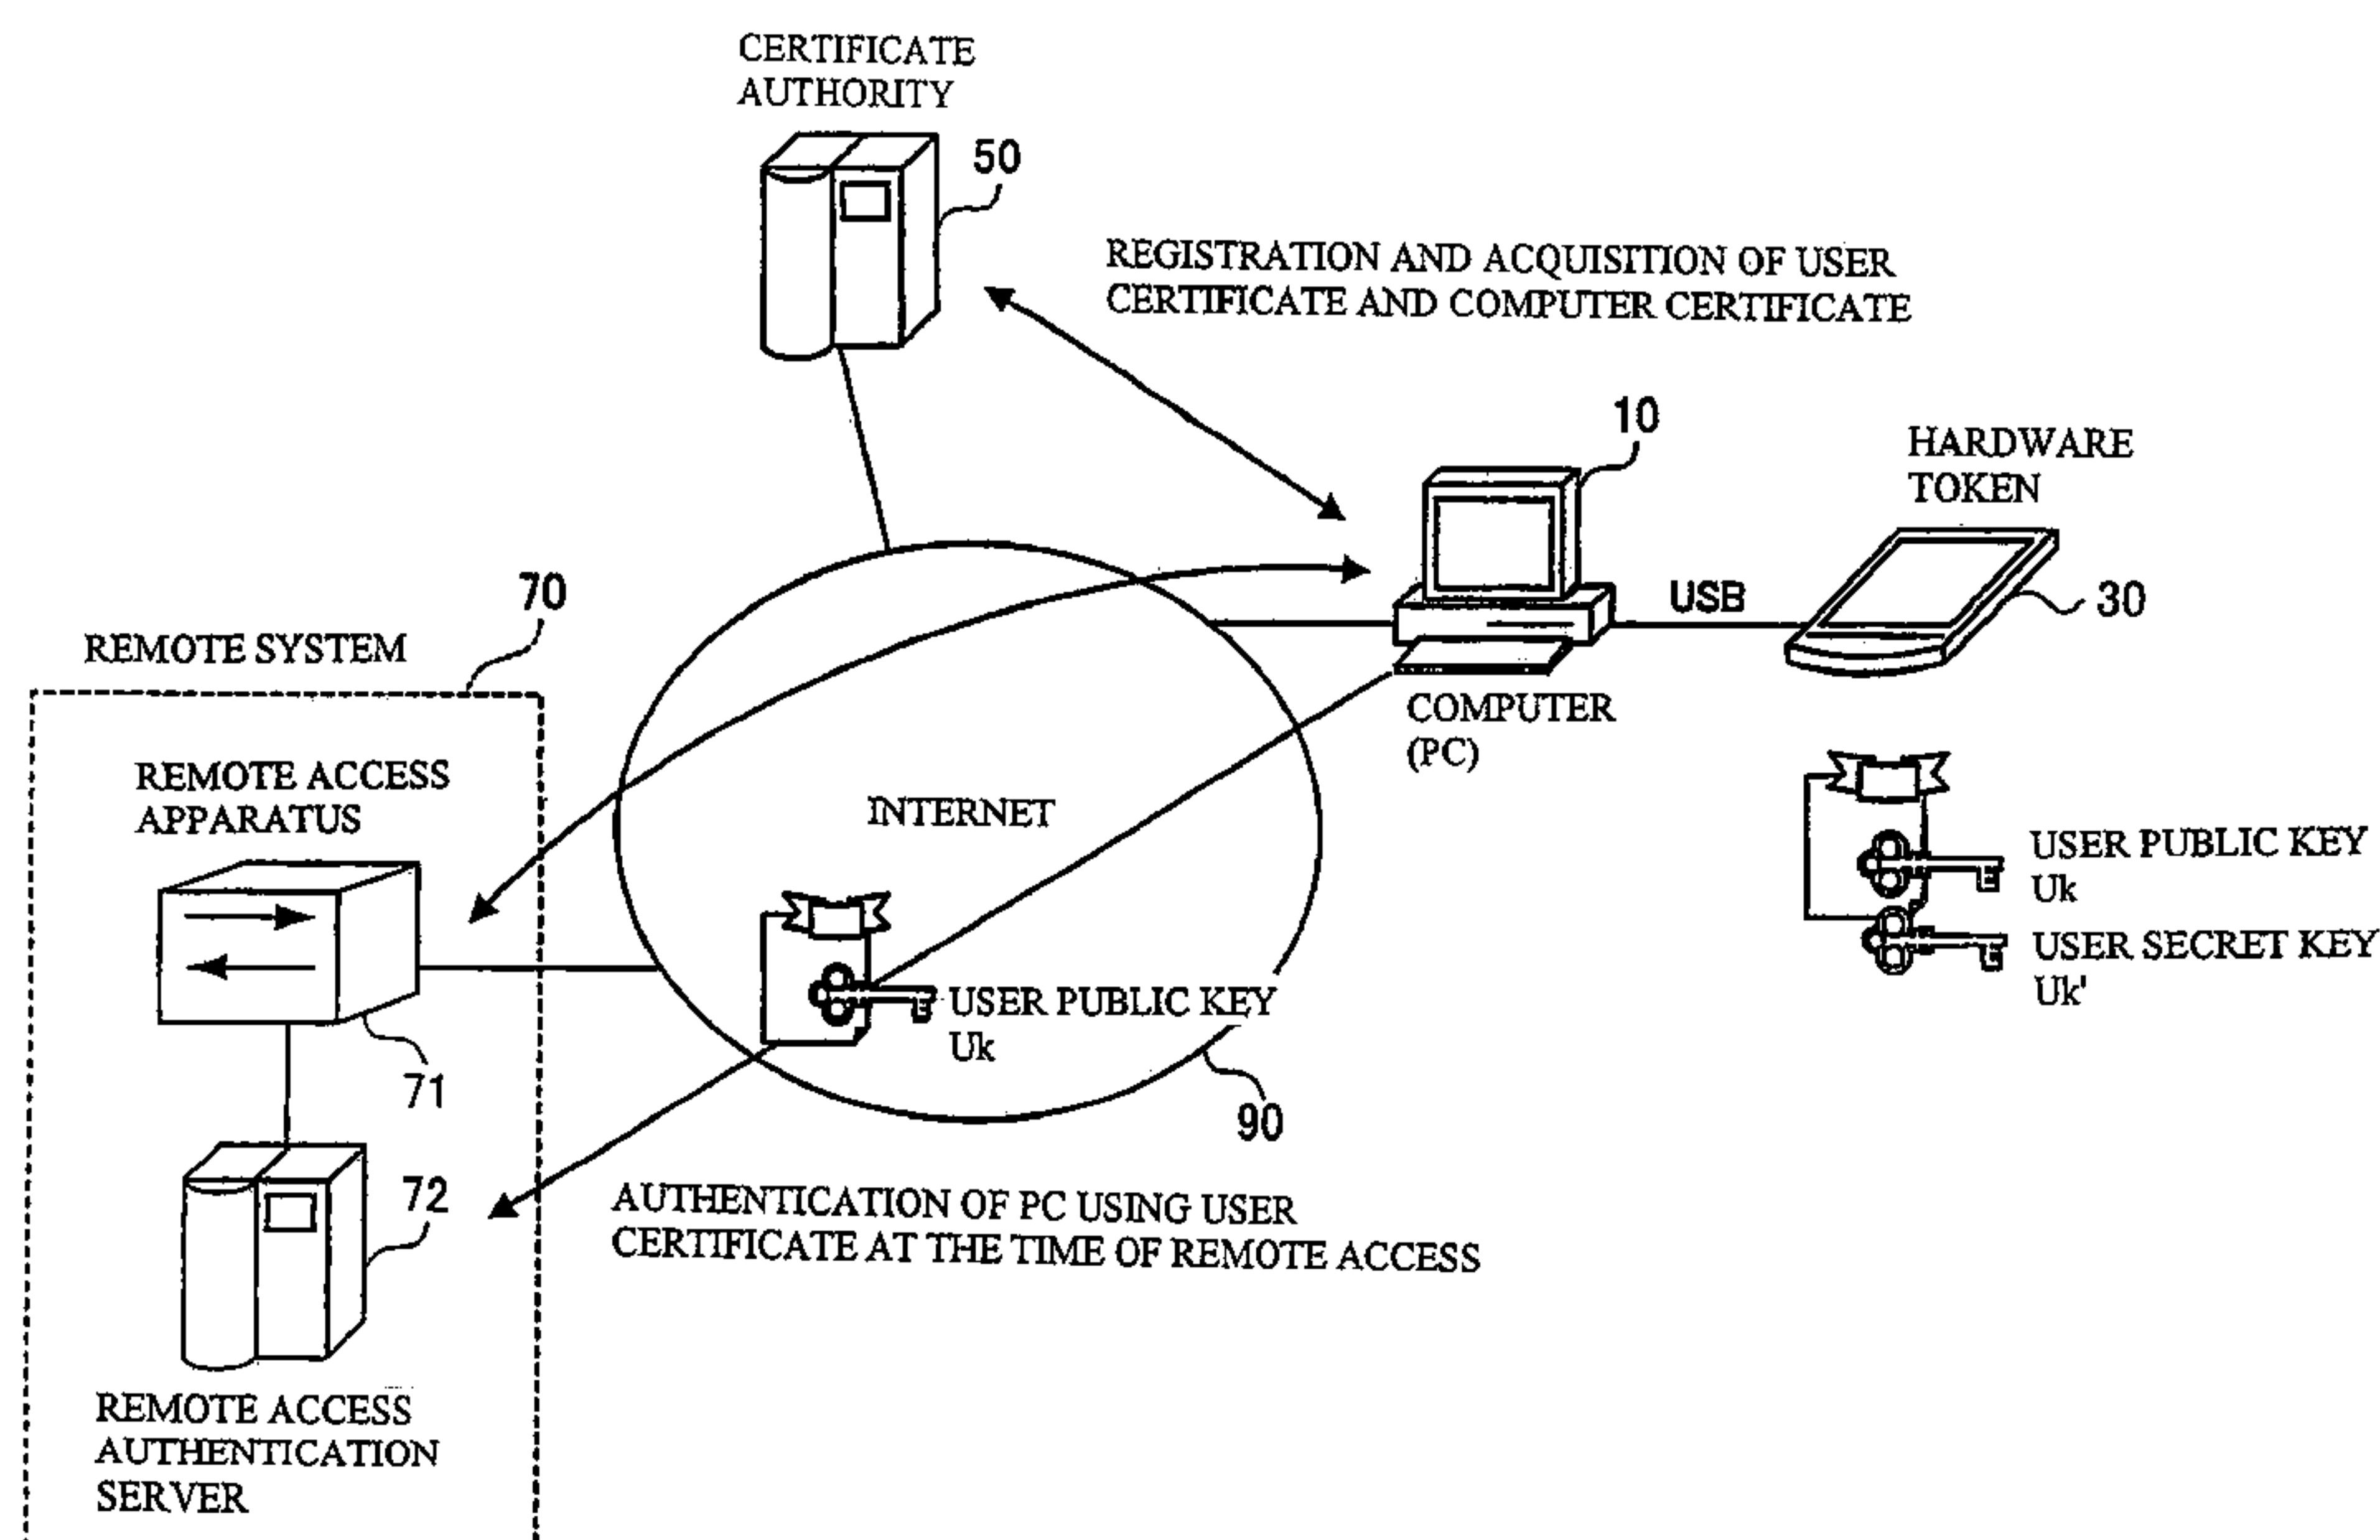 CERTIFICATE
AUTHORITY
50
REGISTRATION AND ACQUISITION OF USER
CERTIFICATE AND COMPUTER CERTIFICATE
10
HARDWARE
TOKEN
USB
30
70
REMOTE SYSTEM
COMPUTER
(PC)
REMOTE ACCESS
APPARATUS
INTERNET
USER PUBLIC KEY
Uk
USER SECRET KEY
Uk'
USER PUBLIC KEY
Uk
71
90
72
AUTHENTICATION OF PC USING USER
CERTIFICATE AT THE TIME OF REMOTE ACCESS
REMOTE ACCESS
AUTHENTICATION
SERVER